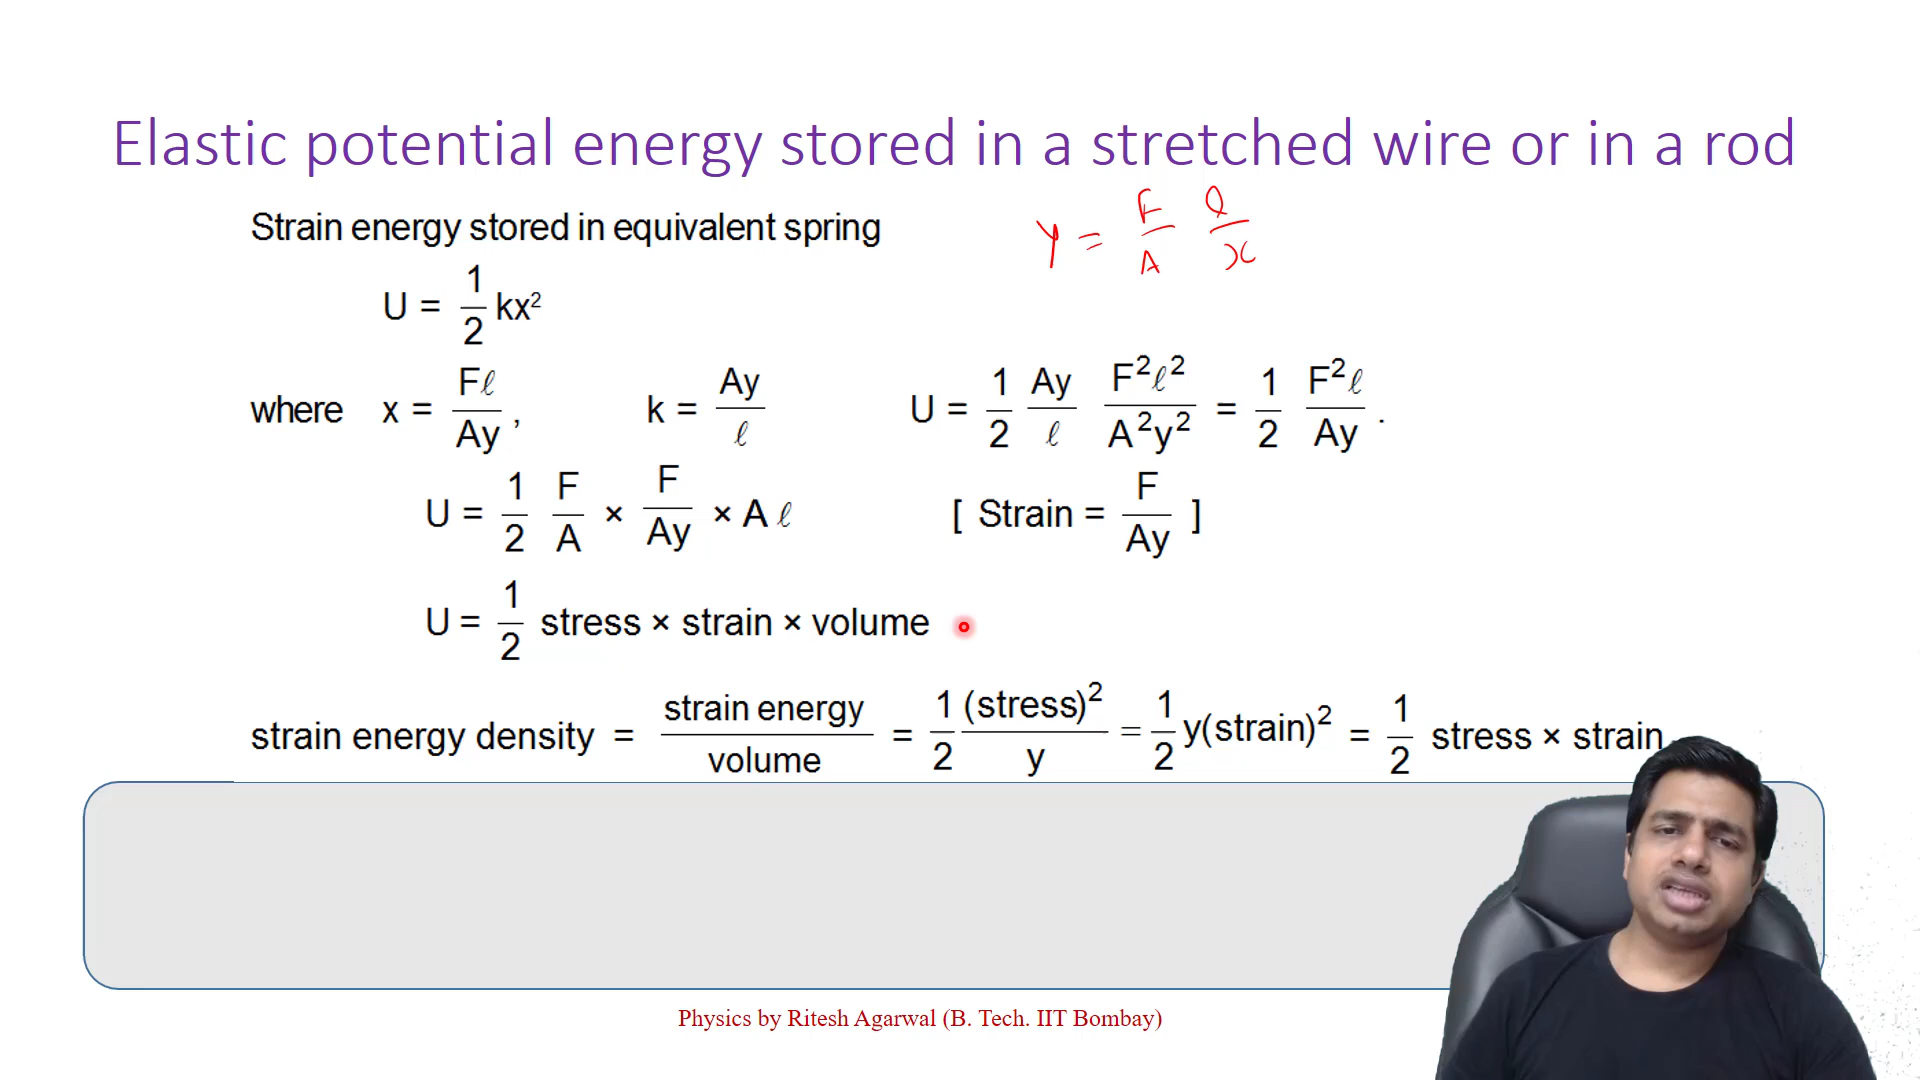 Elastic potential energy stored in a stretched wire or in a rod
Strain energy stored in equivalent spring
y = F/A ℓ/x
U = 1/2 kx²
where x = Fℓ/Ay, k = Ay/ℓ U = 1/2 Ay/ℓ F²ℓ²/A²y² = 1/2 F²ℓ/Ay .
U = 1/2 F/A × F/Ay × A ℓ [ Strain = F/Ay ]
U = 1/2 stress × strain × volume
strain energy density = strain energy/volume = 1/2 (stress)²/y = 1/2 y(strain)² = 1/2 stress × strain
Physics by Ritesh Agarwal (B. Tech. IIT Bombay)